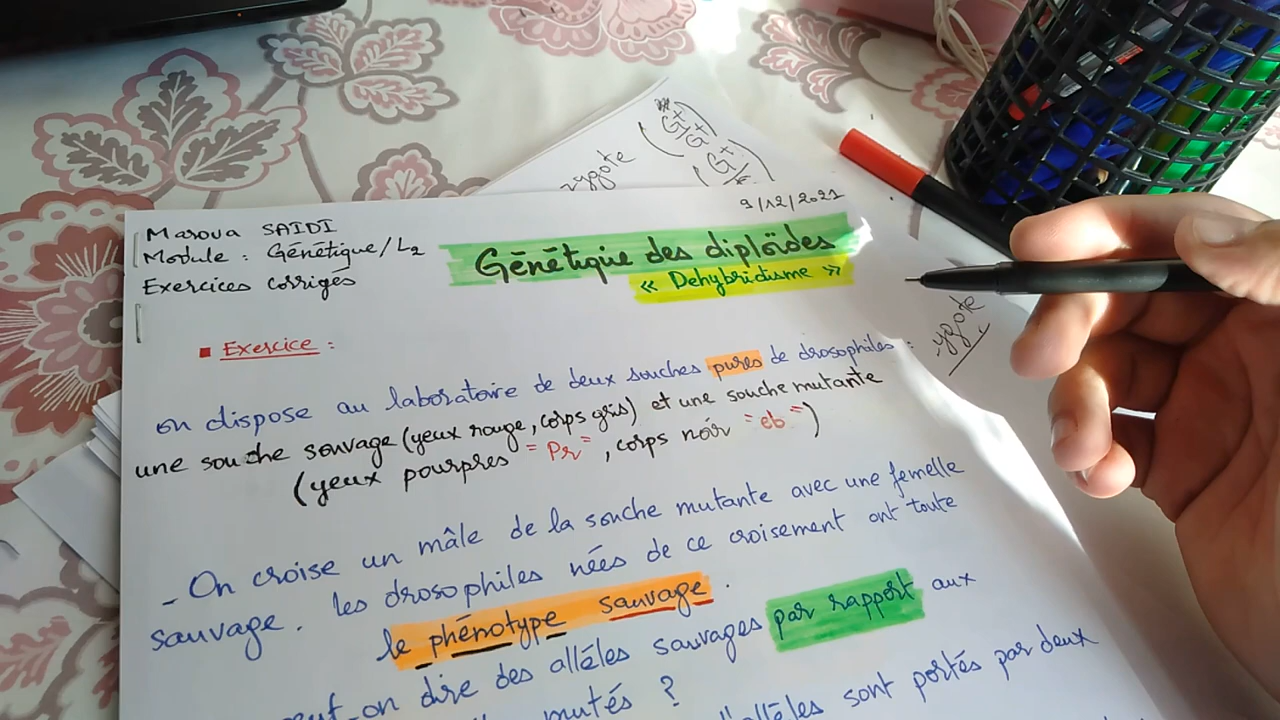 zygote
(G+
G+
(G+
9/12/2021
Maroua SAIDI
Module : Génétique/L2
Exercices corrigés
Génétique des diploïdes
« Dehybridisme »
ygote
Exercice :
on dispose au laboratoire de deux souches pures de drosophiles :
une souche sauvage (yeux rouge, corps gris) et une souche mutante
(yeux pourpres "Pr", corps noir "eb")
- On croise un mâle de la souche mutante avec une femelle
sauvage. les drosophiles nées de ce croisement ont toute
le phénotype sauvage.
on dire des allèles sauvages par rapport aux
mutés ?
allèles sont portés par deux